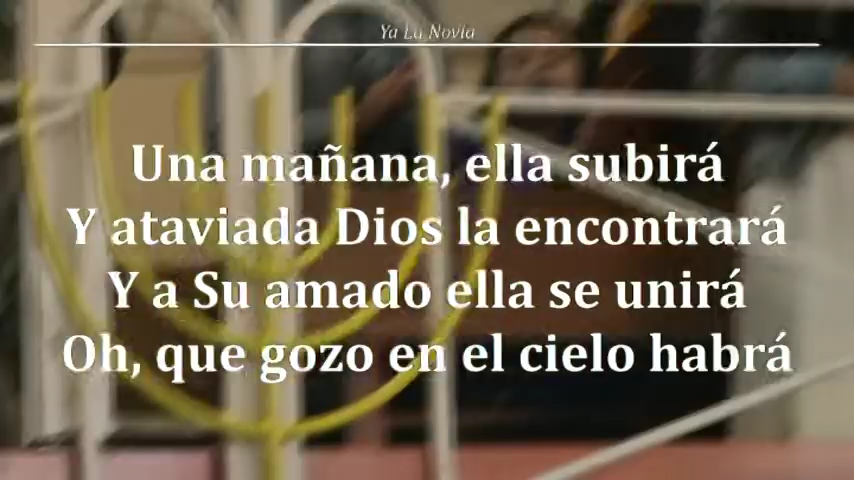 Ya La Novia
Una mañana, ella subirá
Y ataviada Dios la encontrará
Y a Su amado ella se unirá
Oh, que gozo en el cielo habrá